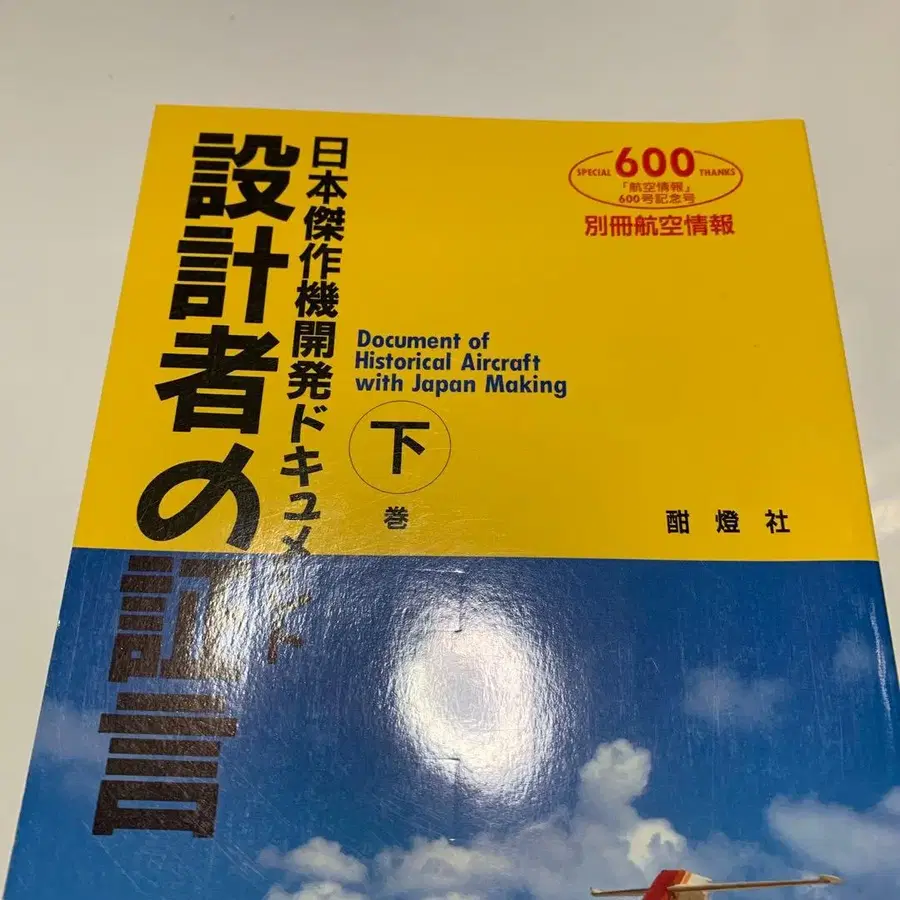 日本傑作機開発ドキュメント
設計者の証言
SPECIAL 600 THANKS
「航空情報」
600号記念号
別冊航空情報
Document of
Historical Aircraft
with Japan Making
下
巻
酣燈社